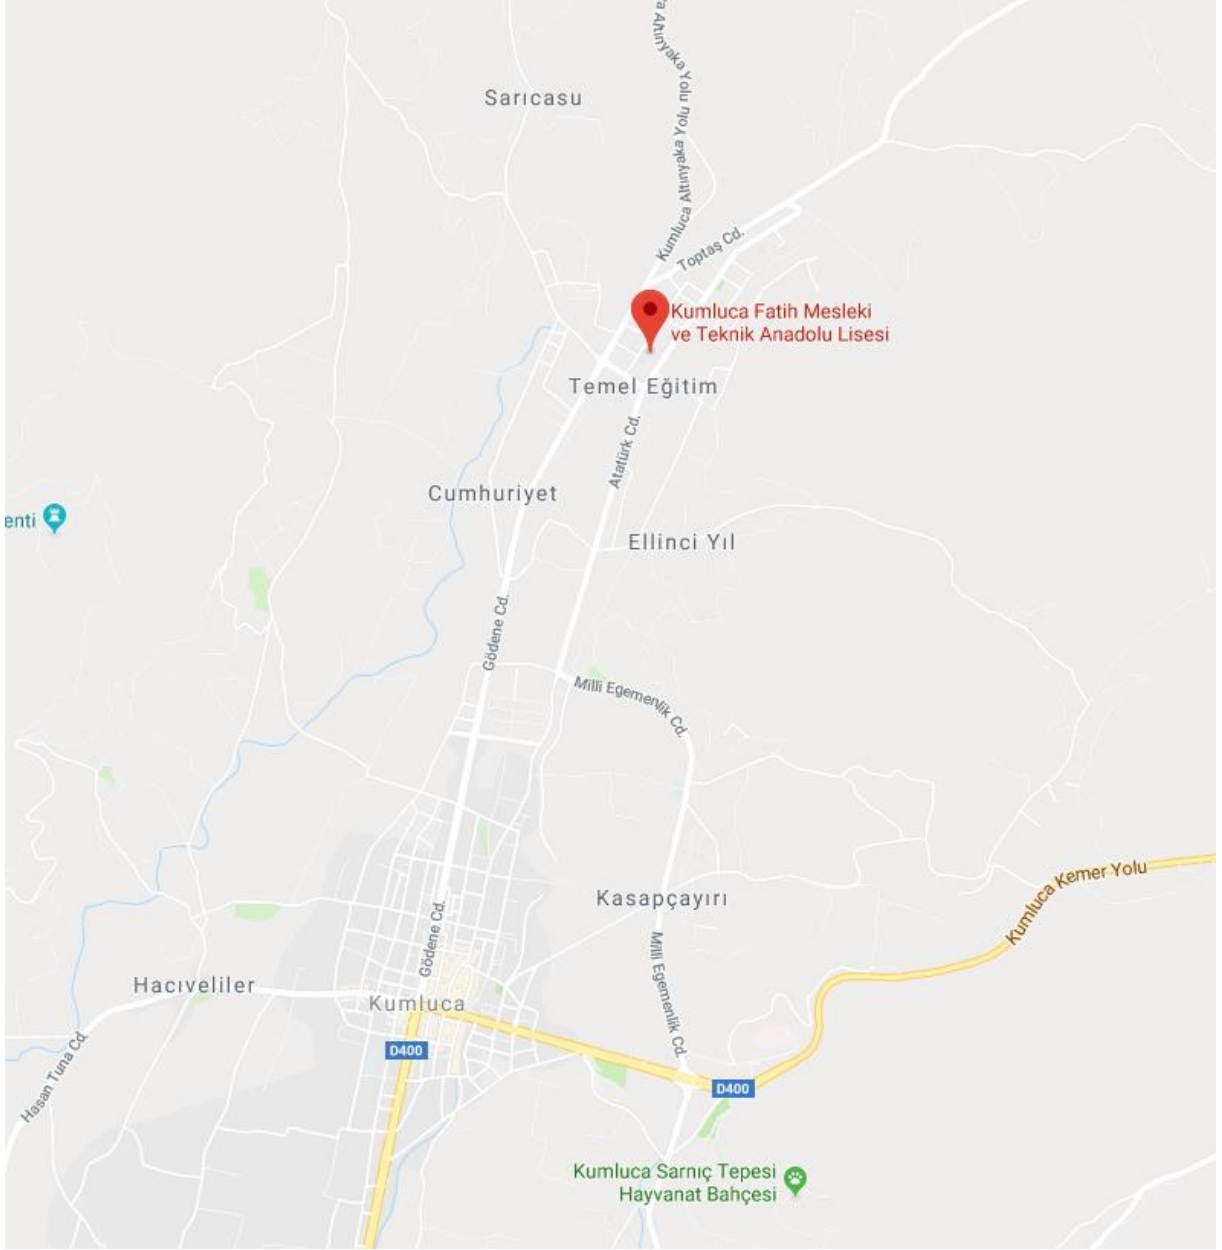 a Altınyaka Yolu
Sarıcasu
Kumluca Altınyaka Yolu
Toptaş Cd.
Kumluca Fatih Mesleki
ve Teknik Anadolu Lisesi
Temel Eğitim
Atatürk Cd.
Cumhuriyet
enti
Ellinci Yıl
Gödene Cd.
Milli Egemenlik Cd.
Kumluca Kemer Yolu
Kasapçayırı
Gödene Cd.
Milli Egemenlik Cd.
Hacıveliler
Kumluca
D400
Hasan Tuna Cd.
D400
Kumluca Sarnıç Tepesi
Hayvanat Bahçesi